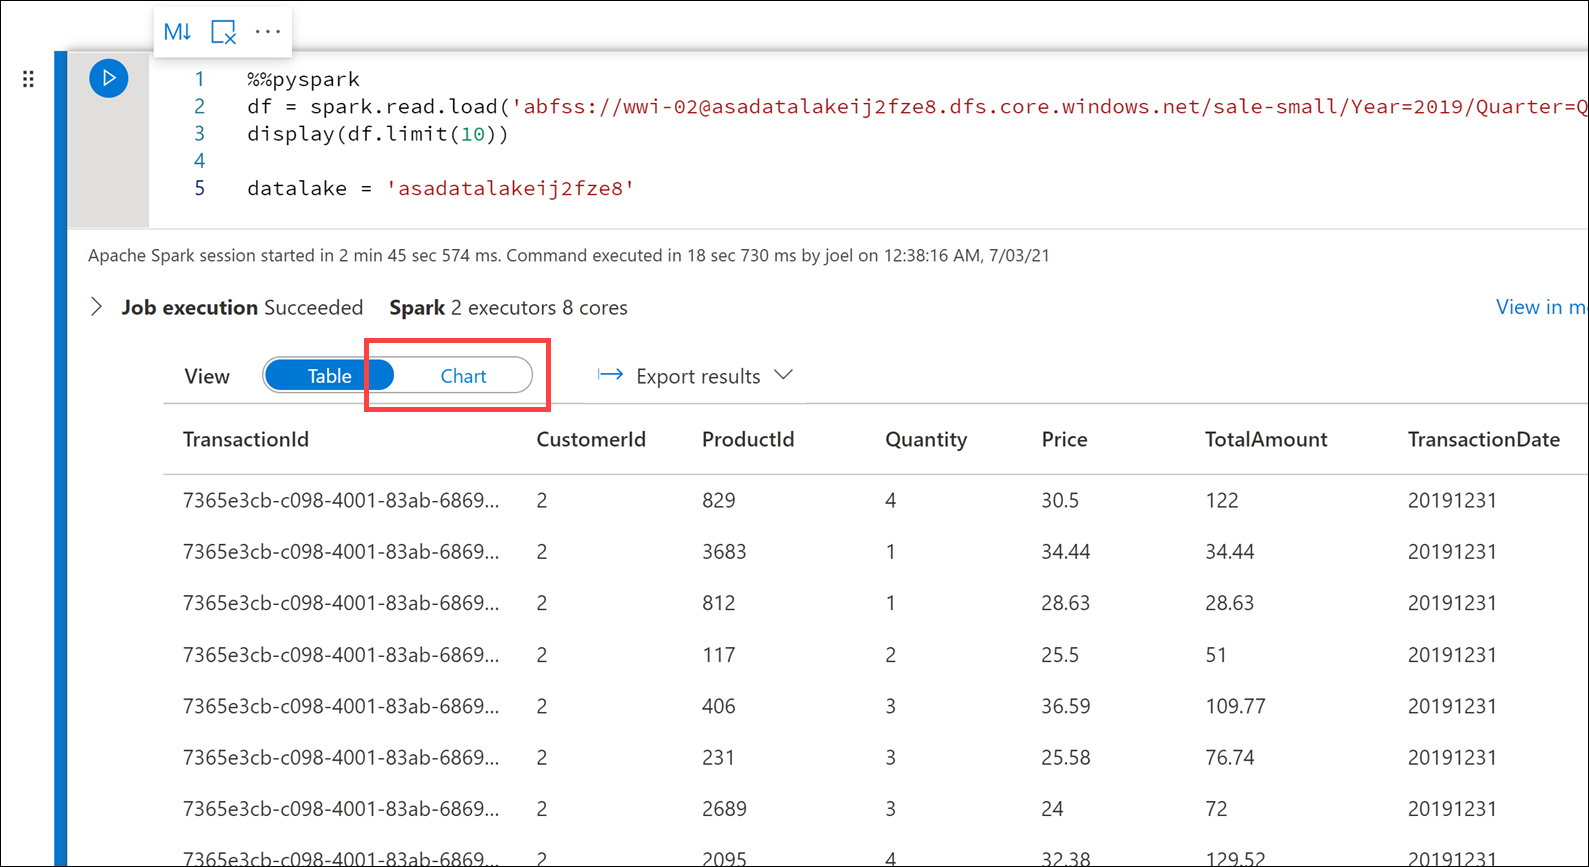 M↓ ...
1 %%pyspark
2 df = spark.read.load('abfss://wwi-02@asadatalakeij2fze8.dfs.core.windows.net/sale-small/Year=2019/Quarter=Q
3 display(df.limit(10))
4
5 datalake = 'asadatalakeij2fze8'
Apache Spark session started in 2 min 45 sec 574 ms. Command executed in 18 sec 730 ms by joel on 12:38:16 AM, 7/03/21
Job execution Succeeded Spark 2 executors 8 cores View in m
View Table Chart Export results
TransactionId CustomerId ProductId Quantity Price TotalAmount TransactionDate
7365e3cb-c098-4001-83ab-6869... 2 829 4 30.5 122 20191231
7365e3cb-c098-4001-83ab-6869... 2 3683 1 34.44 34.44 20191231
7365e3cb-c098-4001-83ab-6869... 2 812 1 28.63 28.63 20191231
7365e3cb-c098-4001-83ab-6869... 2 117 2 25.5 51 20191231
7365e3cb-c098-4001-83ab-6869... 2 406 3 36.59 109.77 20191231
7365e3cb-c098-4001-83ab-6869... 2 231 3 25.58 76.74 20191231
7365e3cb-c098-4001-83ab-6869... 2 2689 3 24 72 20191231
7365e3cb-c098-4001-83ab-6869... 2 2095 4 32.38 129.52 20191231